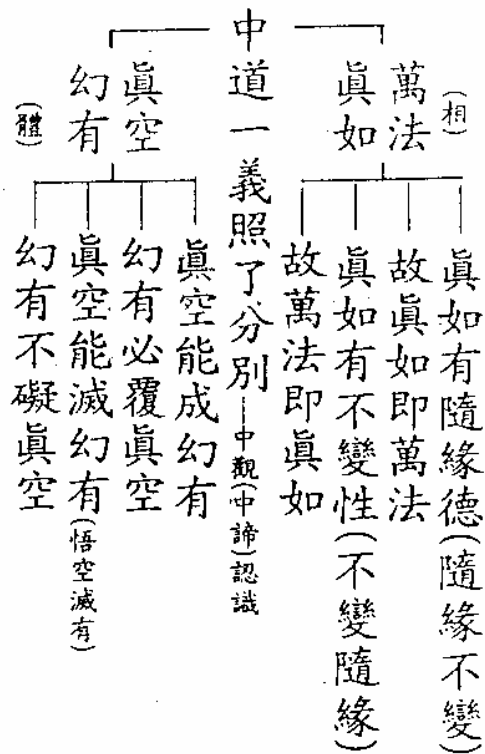 (相)
萬法
眞如
眞如有隨緣德(隨緣不變)
故眞如即萬法
眞如有不變性(不變隨緣)
故萬法即眞如
中道一義照了分別—中觀(中諦)認識
眞空
幻有
(體)
眞空能成幻有
幻有必覆眞空
眞空能滅幻有(悟空滅有)
幻有不礙眞空